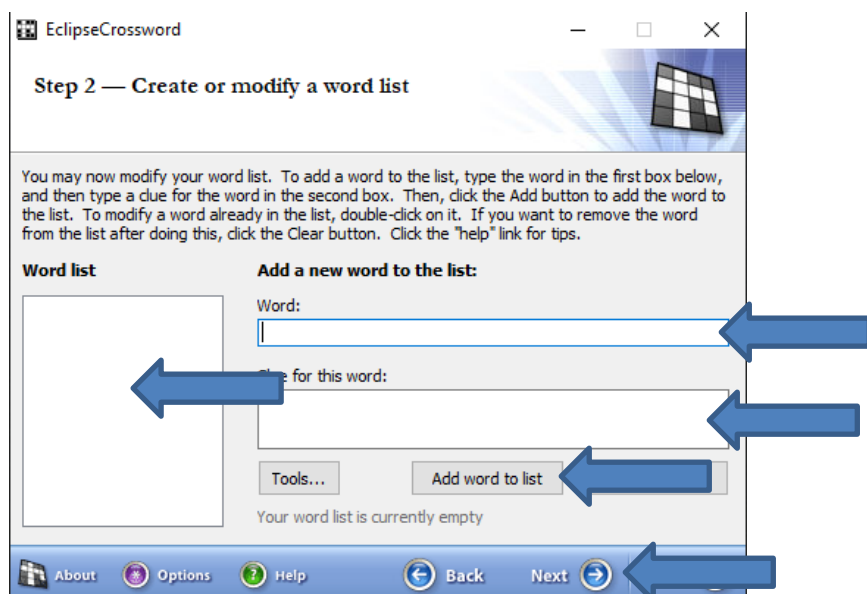 EclipseCrossword
Step 2 — Create or modify a word list
You may now modify your word list. To add a word to the list, type the word in the first box below,
and then type a clue for the word in the second box. Then, click the Add button to add the word to
the list. To modify a word already in the list, double-click on it. If you want to remove the word
from the list after doing this, click the Clear button. Click the "help" link for tips.
Word list
Add a new word to the list:
Word:
for this word:
Tools...
Add word to list
Your word list is currently empty
About
Options
Help
Back
Next